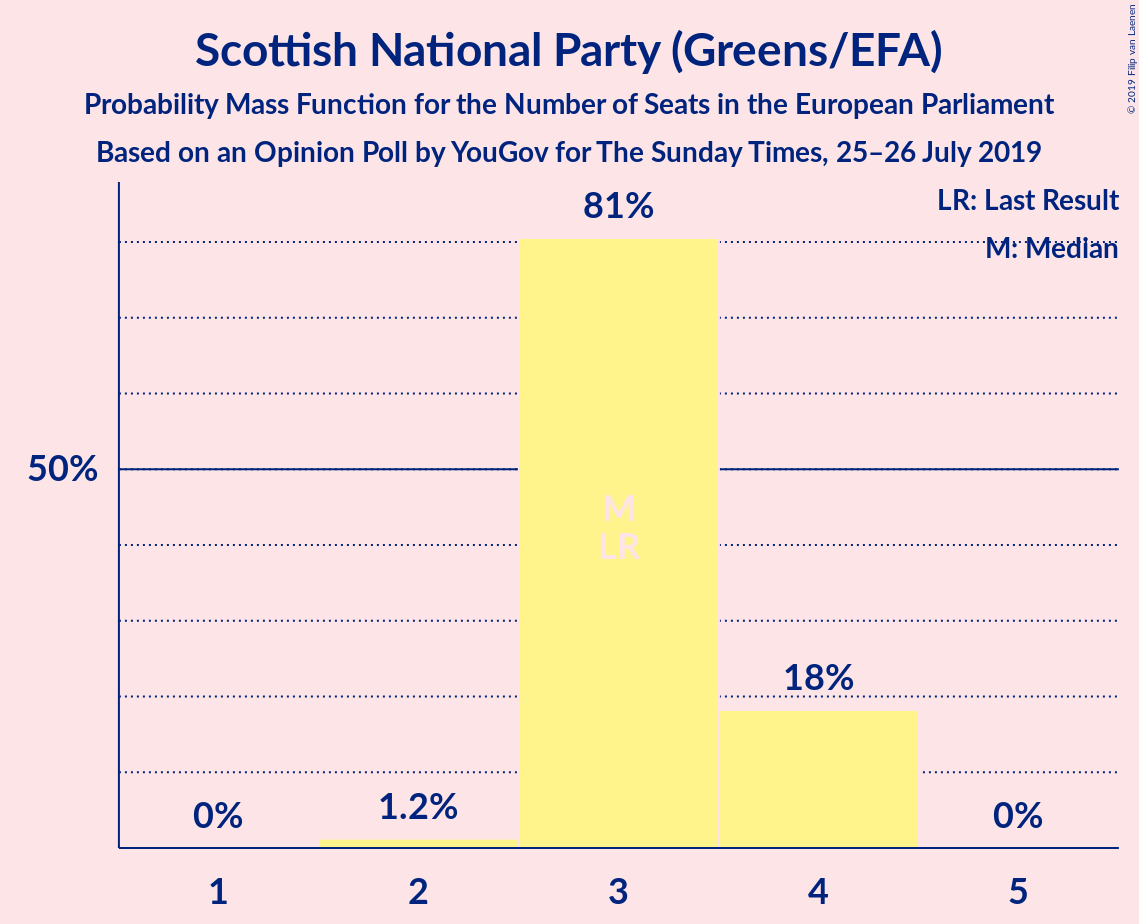 Scottish National Party (Greens/EFA)
Probability Mass Function for the Number of Seats in the European Parliament
Based on an Opinion Poll by YouGov for The Sunday Times, 25–26 July 2019
© 2019 Filip van Laenen
LR: Last Result
M: Median
81%
50%
M
LR
18%
0%
1.2%
0%
1 2 3 4 5